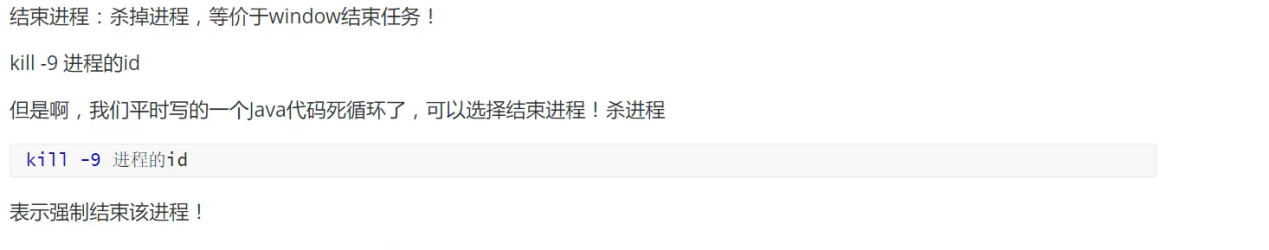 结束进程：杀掉进程，等价于window结束任务！
kill -9 进程的id
但是啊，我们平时写的一个Java代码死循环了，可以选择结束进程！杀进程
kill -9 进程的id
表示强制结束该进程！